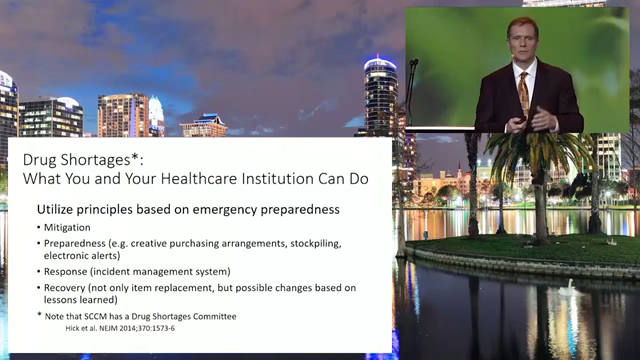 Drug Shortages*:
What You and Your Healthcare Institution Can Do
Utilize principles based on emergency preparedness
• Mitigation
• Preparedness (e.g. creative purchasing arrangements, stockpiling,
electronic alerts)
• Response (incident management system)
• Recovery (not only item replacement, but possible changes based on
lessons learned)
* Note that SCCM has a Drug Shortages Committee
Hick et al. NEJM 2014;370:1573-6